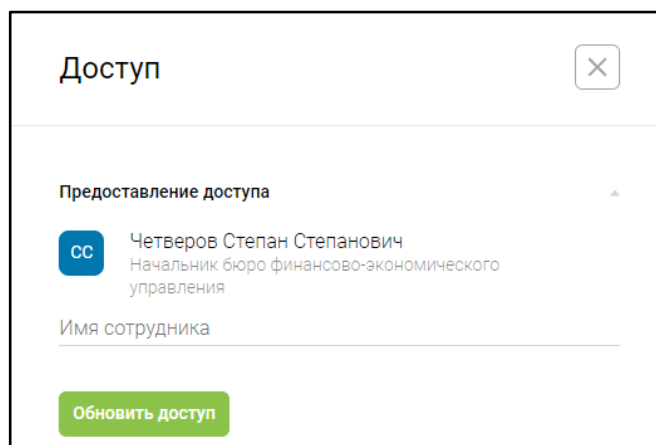 Доступ
Предоставление доступа
СС
Четверов Степан Степанович
Начальник бюро финансово-экономического
управления
Имя сотрудника
Обновить доступ